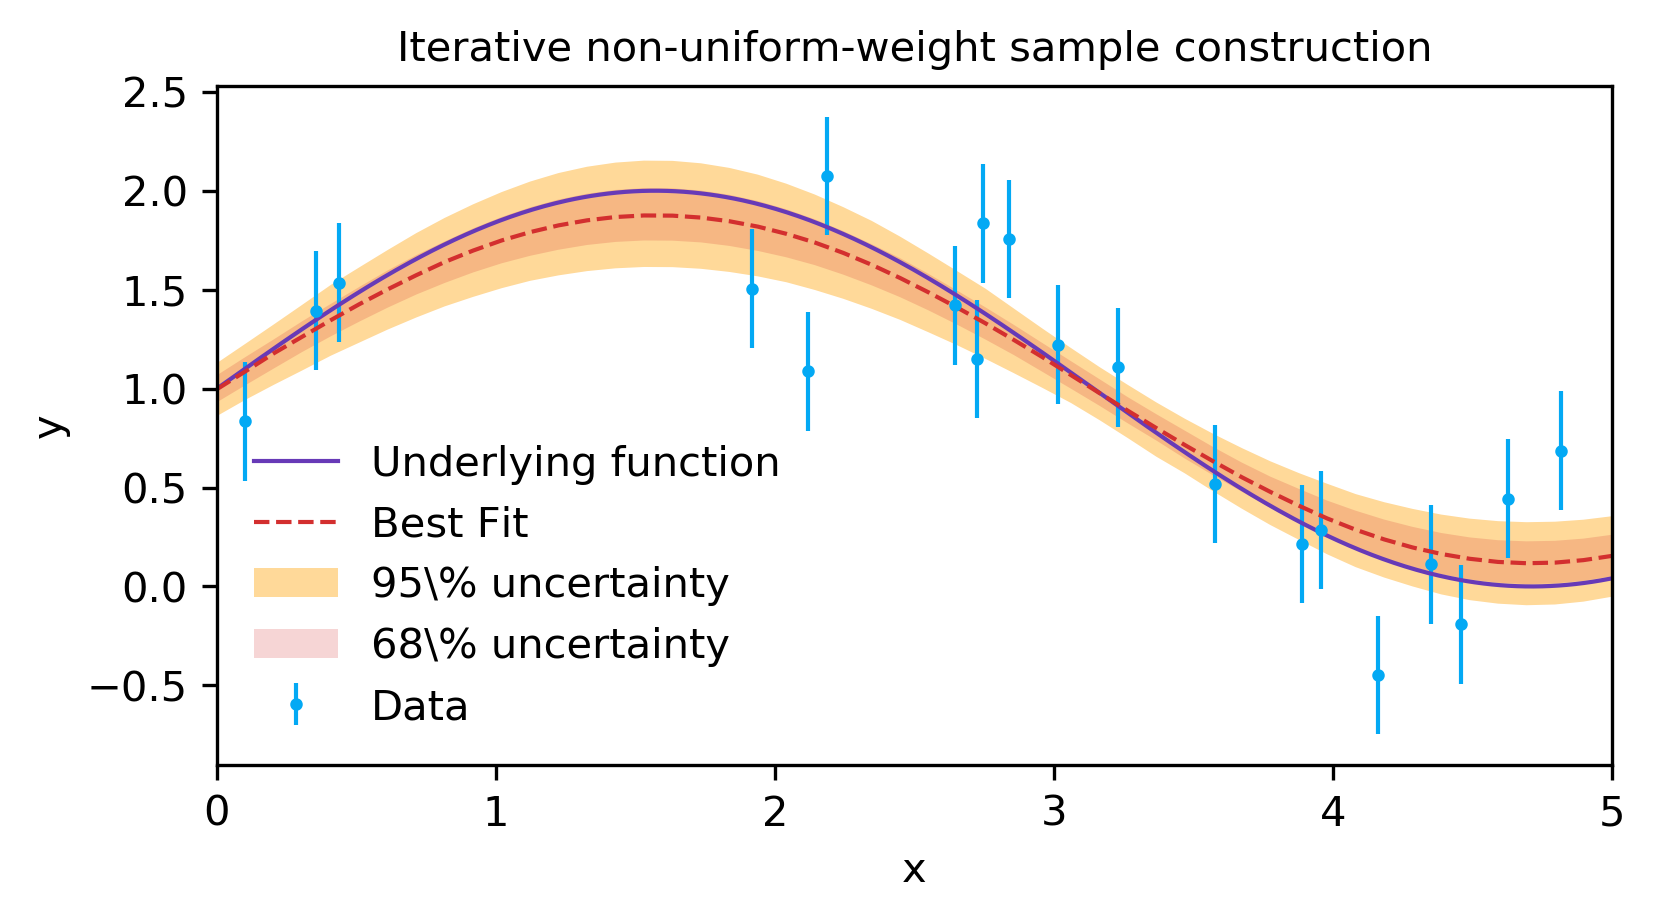 Iterative non-uniform-weight sample construction
2.5
2.0
1.5
1.0
0.5
0.0
−0.5
y
Underlying function
Best Fit
95\% uncertainty
68\% uncertainty
Data
0 1 2 3 4 5
x